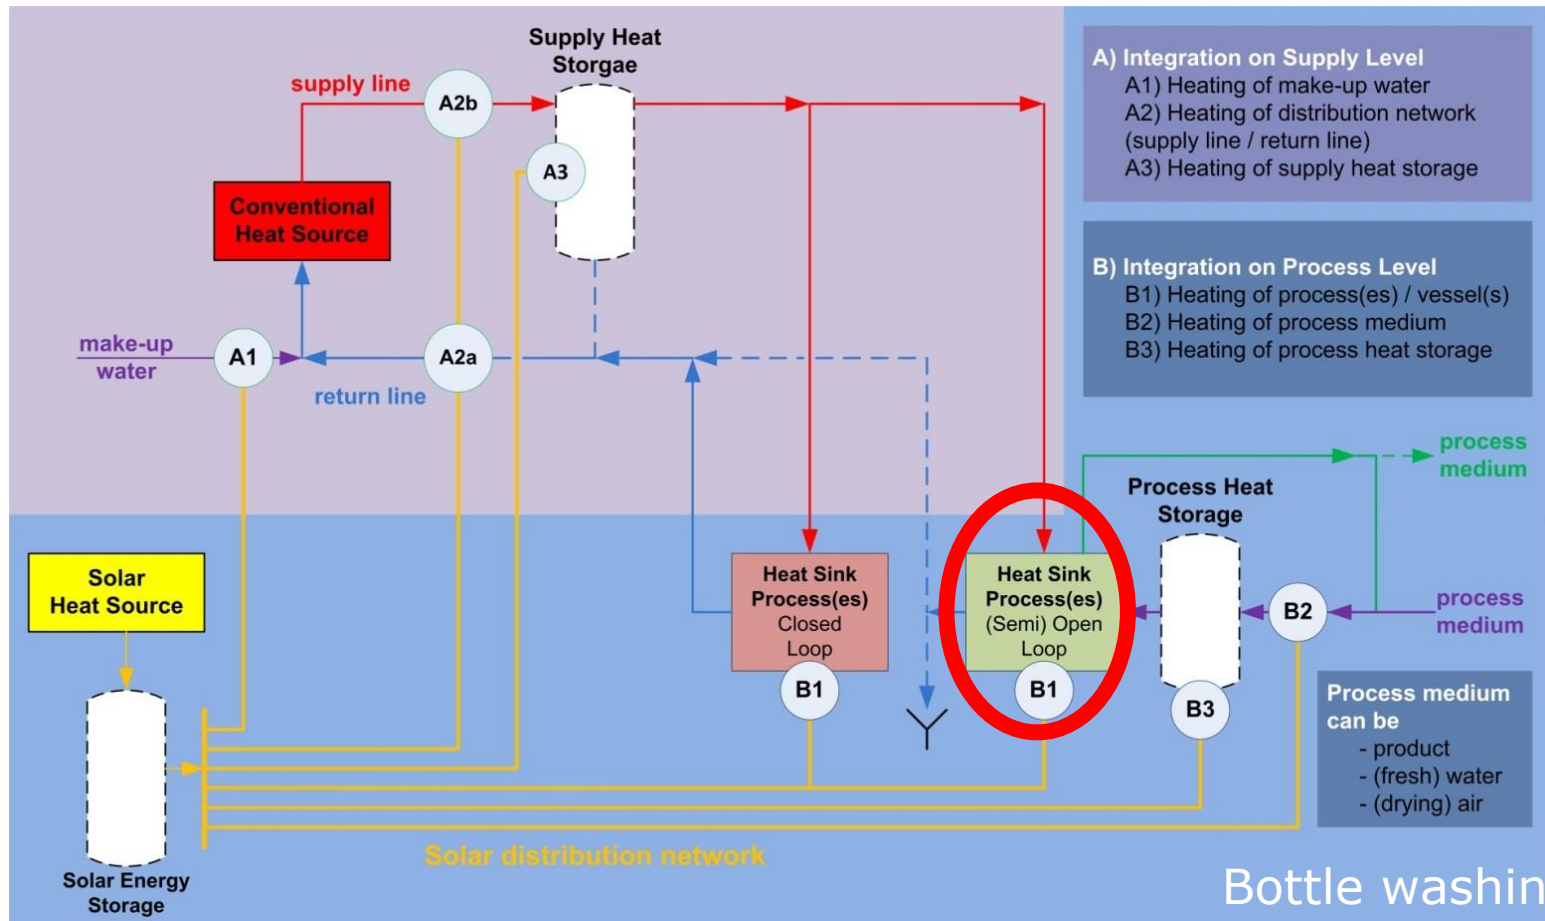 Supply Heat
Storgae
supply line
A2b
A3
Conventional
Heat Source
make-up
water
A1
A2a
return line
A) Integration on Supply Level
A1) Heating of make-up water
A2) Heating of distribution network
(supply line / return line)
A3) Heating of supply heat storage
B) Integration on Process Level
B1) Heating of process(es) / vessel(s)
B2) Heating of process medium
B3) Heating of process heat storage
process
medium
Process Heat
Storage
Solar
Heat Source
Heat Sink
Process(es)
Closed
Loop
B1
Heat Sink
Process(es)
(Semi) Open
Loop
B1
B2
B3
process
medium
Process medium
can be
- product
- (fresh) water
- (drying) air
Solar distribution network
Solar Energy
Storage
Bottle washin